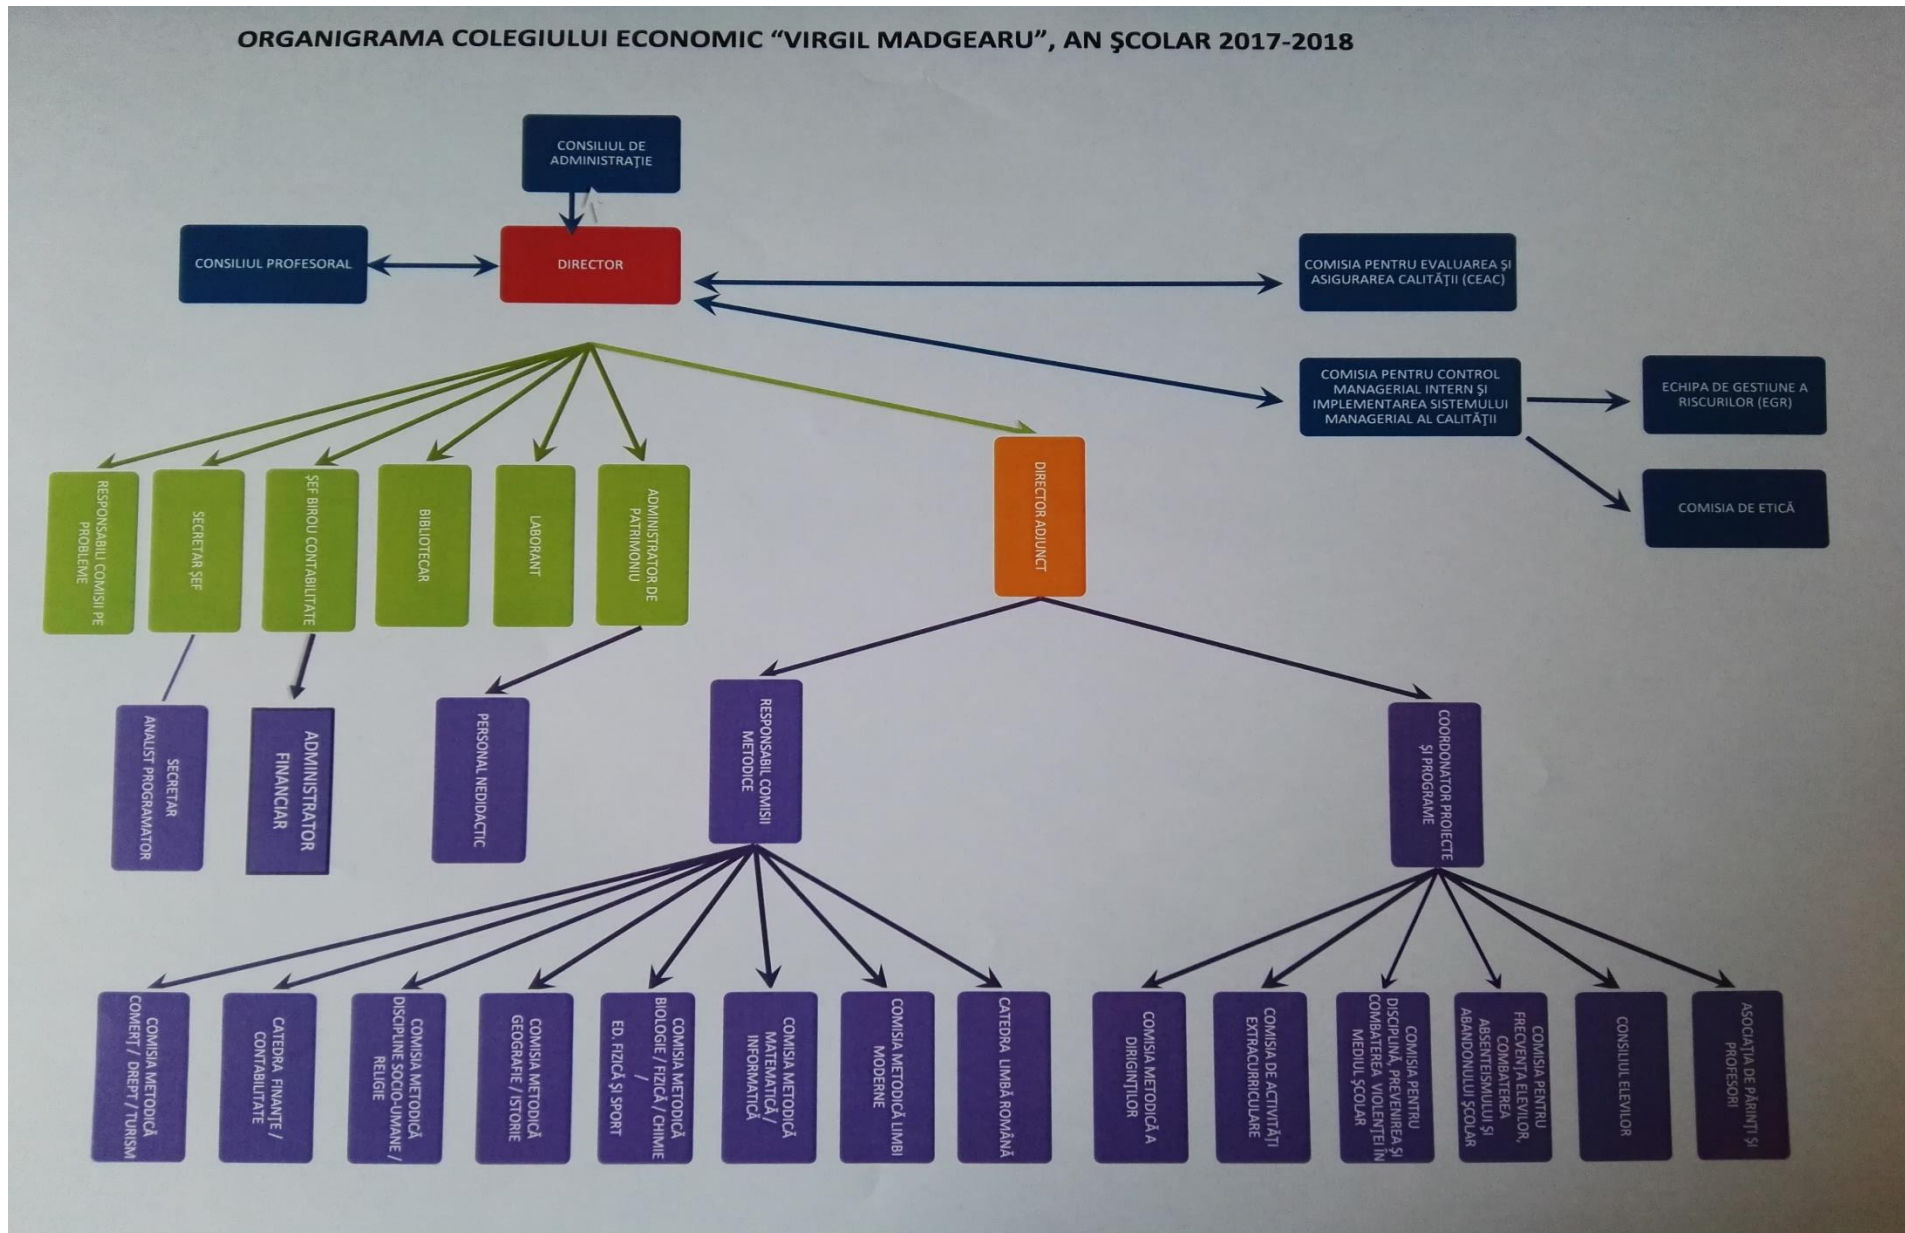 ORGANIGRAMA COLEGIULUI ECONOMIC “VIRGIL MADGEARU”, AN ŞCOLAR 2017-2018
CONSILIUL DE
ADMINISTRAŢIE
CONSILIUL PROFESORAL
DIRECTOR
COMISIA PENTRU EVALUAREA ŞI
ASIGURAREA CALITĂŢII (CEAC)
COMISIA PENTRU CONTROL
MANAGERIAL INTERN ŞI
IMPLEMENTAREA SISTEMULUI
MANAGERIAL AL CALITĂŢII
ECHIPA DE GESTIUNE A
RISCURILOR (EGR)
COMISIA DE ETICĂ
RESPONSABILI COMISII PE
PROBLEME
SECRETAR ŞEF
ŞEF BIROU CONTABILITATE
BIBLIOTECAR
LABORANT
ADMINISTRATOR DE
PATRIMONIU
DIRECTOR ADJUNCT
SECRETAR
ANALIST PROGRAMATOR
ADMINISTRATOR
FINANCIAR
PERSONAL NEDIDACTIC
RESPONSABIL COMISII
METODICE
COORDONATOR PROIECTE
ŞI PROGRAME
COMISIA METODICĂ
COMERŢ / DREPT / TURISM
CATEDRA FINANŢE /
CONTABILITATE
COMISIA METODICĂ
DISCIPLINE SOCIO-UMANE /
RELIGIE
COMISIA METODICĂ
GEOGRAFIE / ISTORIE
COMISIA METODICĂ
BIOLOGIE / FIZICĂ / CHIMIE
/
ED. FIZICĂ ŞI SPORT
COMISIA METODICĂ
MATEMATICĂ /
INFORMATICĂ
COMISIA METODICĂ LIMBI
MODERNE
CATEDRA LIMBĂ ROMÂNĂ
COMISIA METODICĂ A
DIRIGINŢILOR
COMISIA DE ACTIVITĂŢI
EXTRACURRICULARE
COMISIA PENTRU
DISCIPLINĂ, PREVENIREA ŞI
COMBATEREA VIOLENŢEI ÎN
MEDIUL ŞCOLAR
COMISIA PENTRU
FRECVENŢA ELEVILOR,
COMBATEREA
ABSENTEISMULUI ŞI
ABANDONULUI ŞCOLAR
CONSILIUL ELEVILOR
ASOCIAŢIA DE PĂRINŢI ŞI
PROFESORI